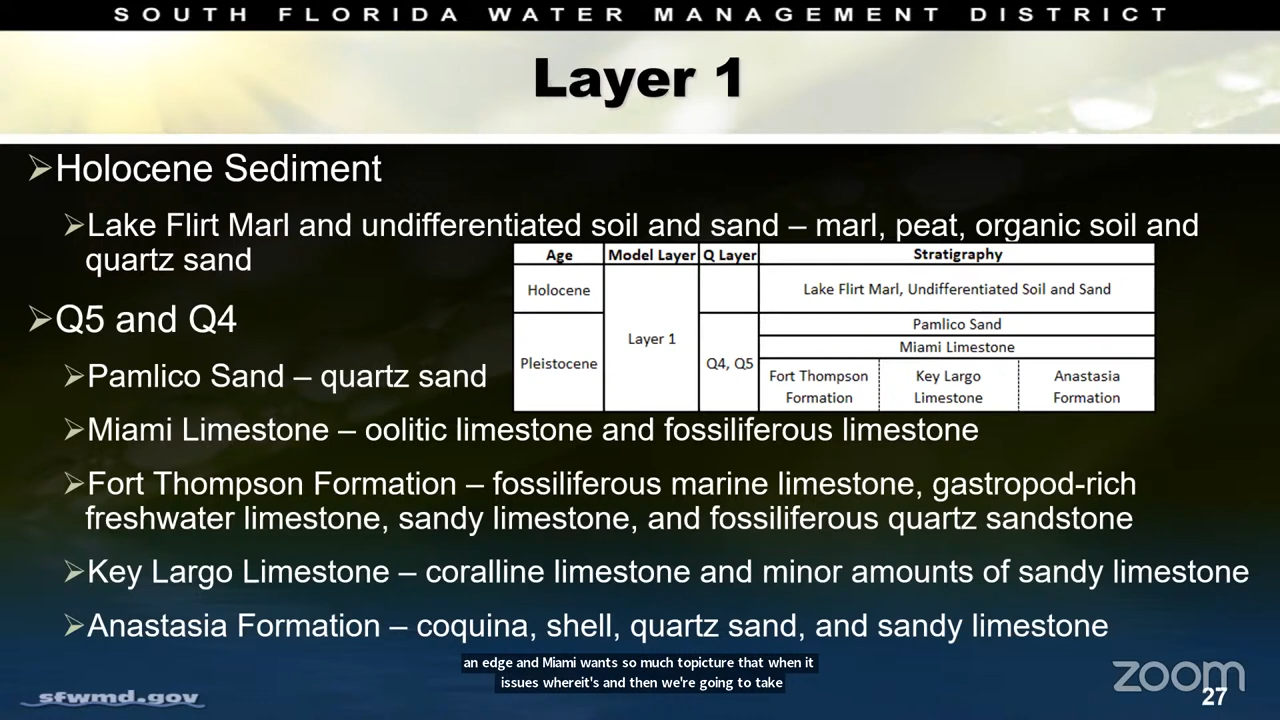 SOUTH FLORIDA WATER MANAGEMENT DISTRICT
Layer 1
Holocene Sediment
Lake Flirt Marl and undifferentiated soil and sand – marl, peat, organic soil and
quartz sand
Age Model Layer Q Layer Stratigraphy
Holocene Lake Flirt Marl, Undifferentiated Soil and Sand
Pamlico Sand
Layer 1
Miami Limestone
Pleistocene Q4, Q5
Fort Thompson Key Largo Anastasia
Formation Limestone Formation
Q5 and Q4
Pamlico Sand – quartz sand
Miami Limestone – oolitic limestone and fossiliferous limestone
Fort Thompson Formation – fossiliferous marine limestone, gastropod-rich
freshwater limestone, sandy limestone, and fossiliferous quartz sandstone
Key Largo Limestone – coralline limestone and minor amounts of sandy limestone
Anastasia Formation – coquina, shell, quartz sand, and sandy limestone
an edge and Miami wants so much topicture that when it
issues whereit's and then we're going to take
sfwmd.gov
zoom
27